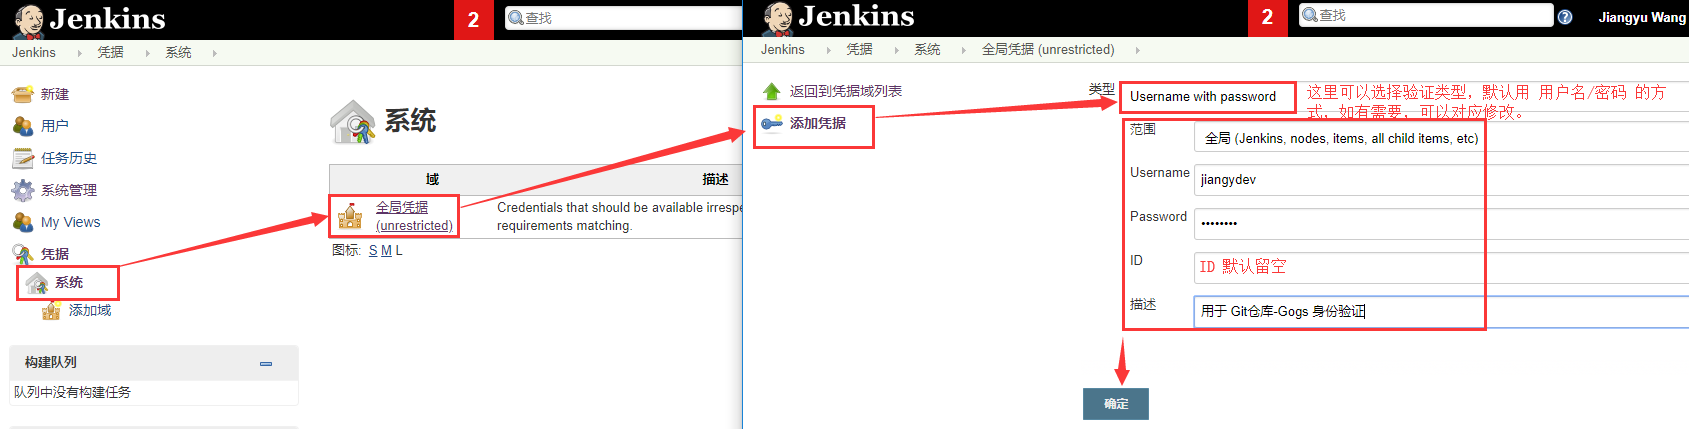 Jenkins
2
查找
Jenkins
凭据
系统
新建
用户
任务历史
系统管理
My Views
凭据
系统
添加域
构建队列
队列中没有构建任务
系统
域
描述
全局凭据
(unrestricted)
Credentials that should be available irrespe
requirements matching.
图标: S M L
Jenkins
2
查找
Jiangyu Wang
Jenkins
凭据
系统
全局凭据 (unrestricted)
返回到凭据域列表
添加凭据
类型
Username with password
这里可以选择验证类型，默认用 用户名/密码 的方
式，如有需要，可以对应修改。
范围
全局 (Jenkins, nodes, items, all child items, etc)
Username
jiangydev
Password
••••••••
ID
ID 默认留空
描述
用于 Git仓库-Gogs 身份验证
确定